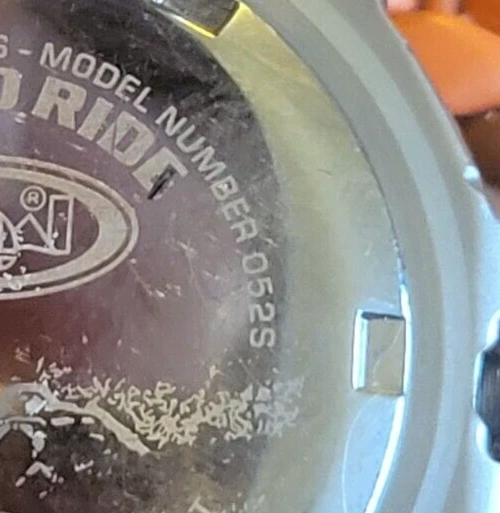 S - MODEL NUMBER 052S
RIDE